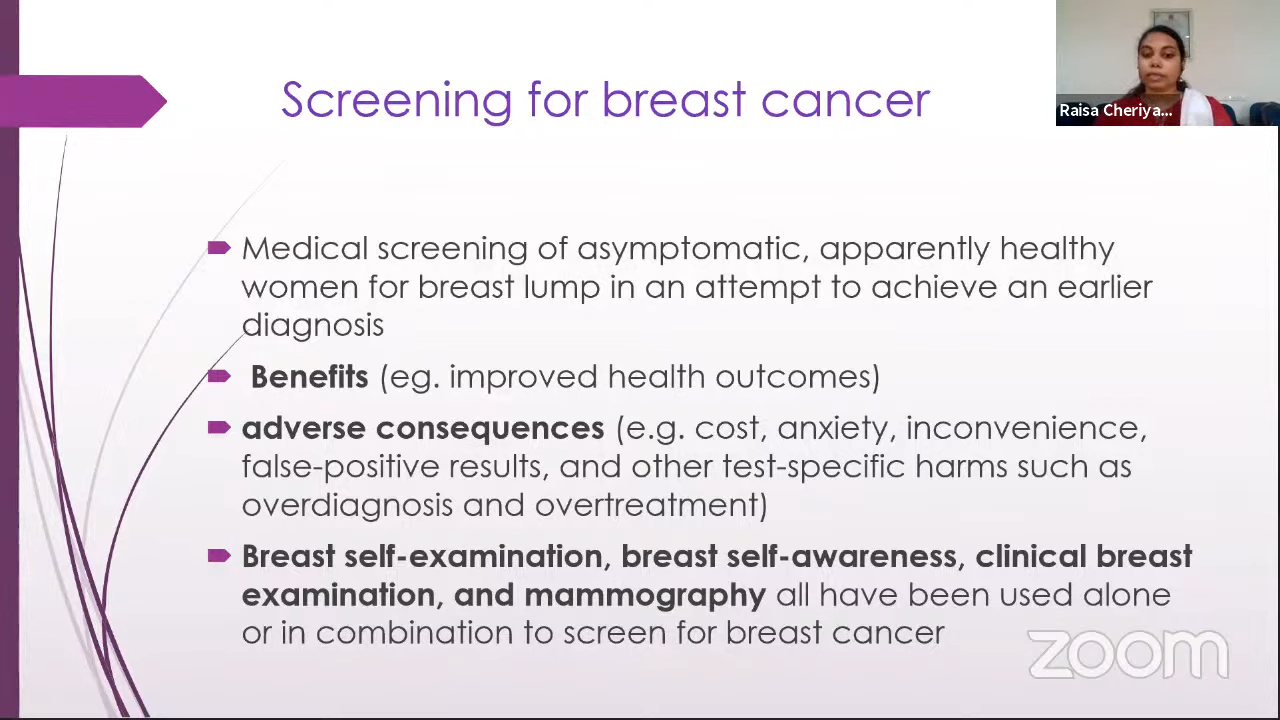 Screening for breast cancer
Raisa Cheriya...
Medical screening of asymptomatic, apparently healthy
women for breast lump in an attempt to achieve an earlier
diagnosis
Benefits (eg. improved health outcomes)
adverse consequences (e.g. cost, anxiety, inconvenience,
false-positive results, and other test-specific harms such as
overdiagnosis and overtreatment)
Breast self-examination, breast self-awareness, clinical breast
examination, and mammography all have been used alone
or in combination to screen for breast cancer
zoom